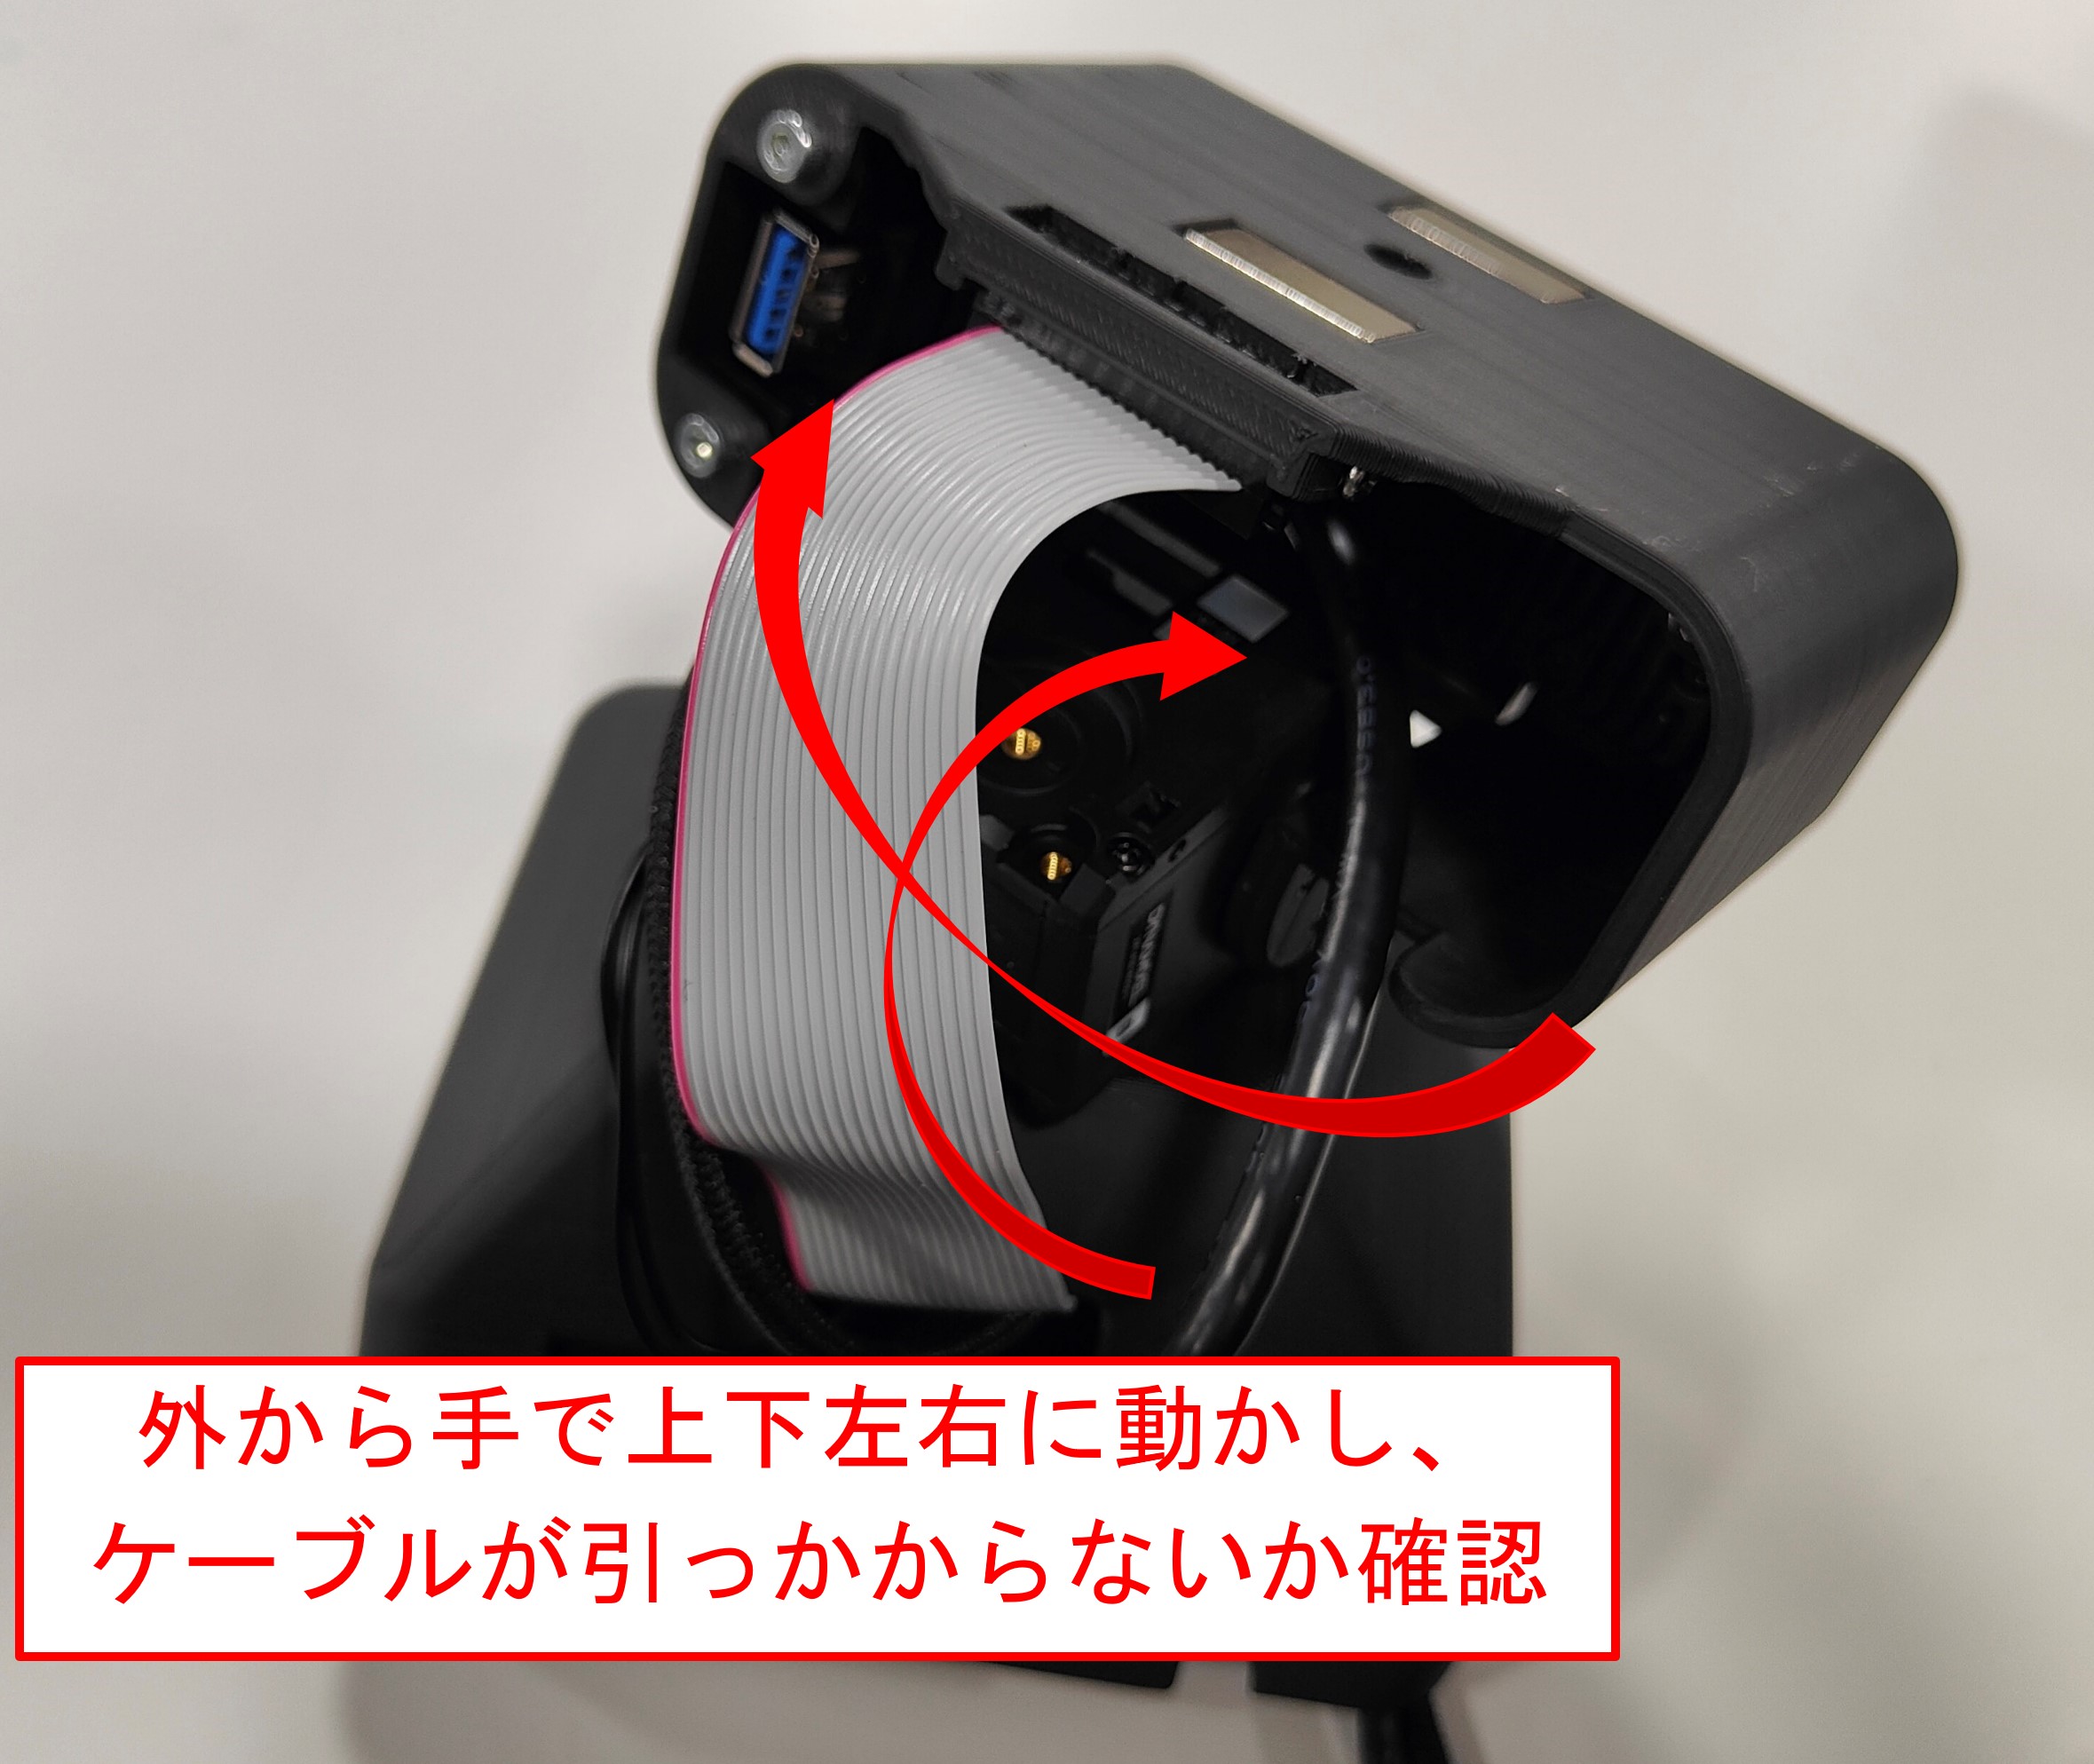 外から手で上下左右に動かし、
ケーブルが引っかからないか確認